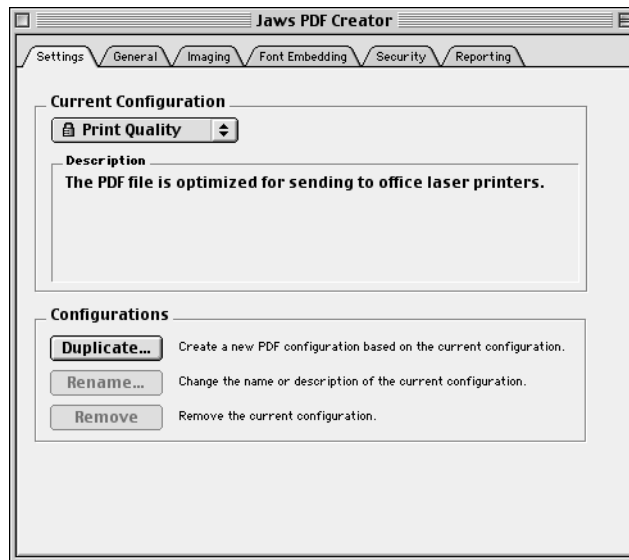 Jaws PDF Creator
Settings General Imaging Font Embedding Security Reporting
Current Configuration
Print Quality
Description
The PDF file is optimized for sending to office laser printers.
Configurations
Duplicate... Create a new PDF configuration based on the current configuration.
Rename... Change the name or description of the current configuration.
Remove Remove the current configuration.